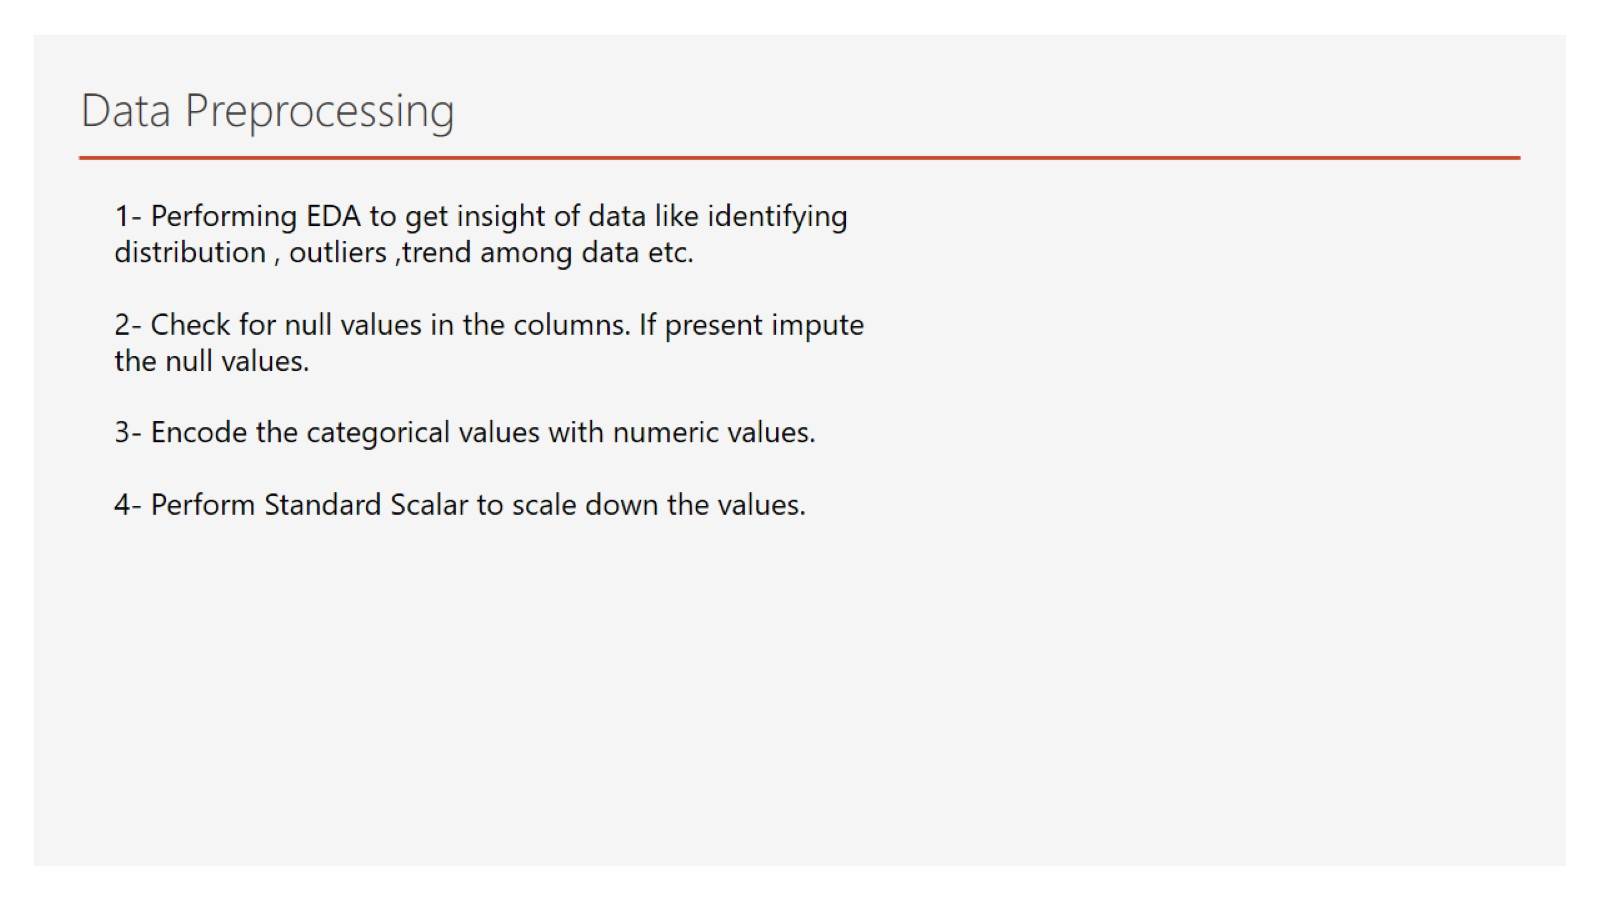 Data Preprocessing
1- Performing EDA to get insight of data like identifying
distribution , outliers ,trend among data etc.
2- Check for null values in the columns. If present impute
the null values.
3- Encode the categorical values with numeric values.
4- Perform Standard Scalar to scale down the values.